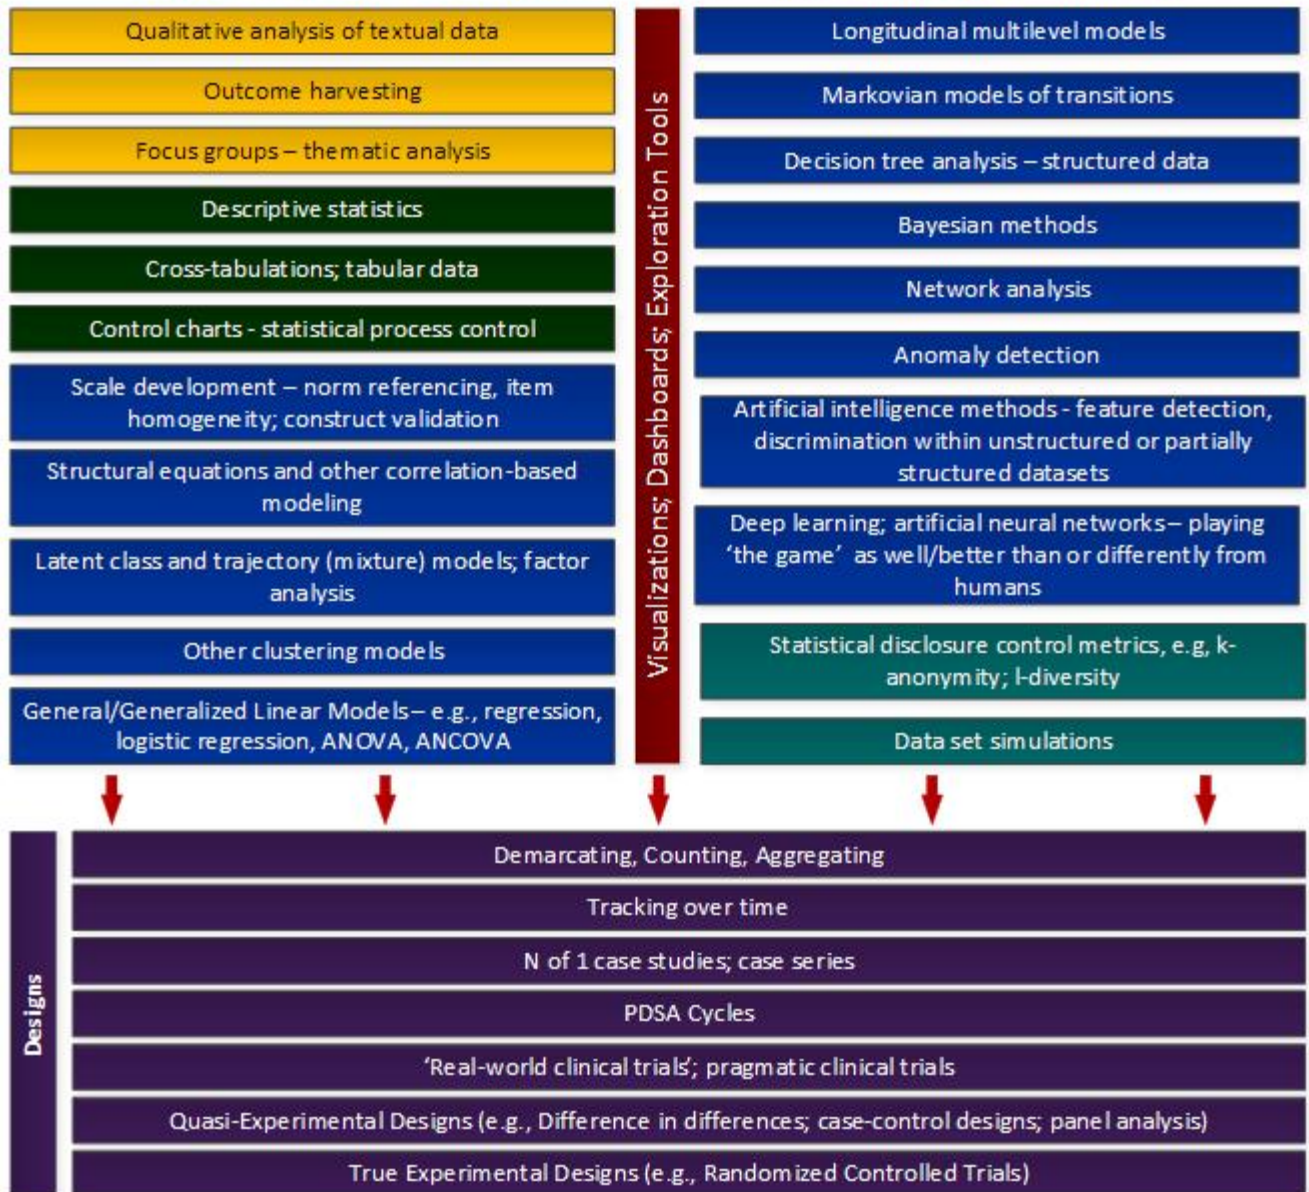 Qualitative analysis of textual data
Outcome harvesting
Focus groups – thematic analysis
Descriptive statistics
Cross-tabulations; tabular data
Control charts - statistical process control
Scale development – norm referencing, item
homogeneity; construct validation
Structural equations and other correlation-based
modeling
Latent class and trajectory (mixture) models; factor
analysis
Other clustering models
General/Generalized Linear Models – e.g., regression,
logistic regression, ANOVA, ANCOVA
Visualizations; Dashboards; Exploration Tools
Longitudinal multilevel models
Markovian models of transitions
Decision tree analysis – structured data
Bayesian methods
Network analysis
Anomaly detection
Artificial intelligence methods - feature detection,
discrimination within unstructured or partially
structured datasets
Deep learning; artificial neural networks – playing
‘the game’ as well/better than or differently from
humans
Statistical disclosure control metrics, e.g, k-
anonymity; l-diversity
Data set simulations
Designs
Demarcating, Counting, Aggregating
Tracking over time
N of 1 case studies; case series
PDSA Cycles
‘Real-world clinical trials’; pragmatic clinical trials
Quasi-Experimental Designs (e.g., Difference in differences; case-control designs; panel analysis)
True Experimental Designs (e.g., Randomized Controlled Trials)